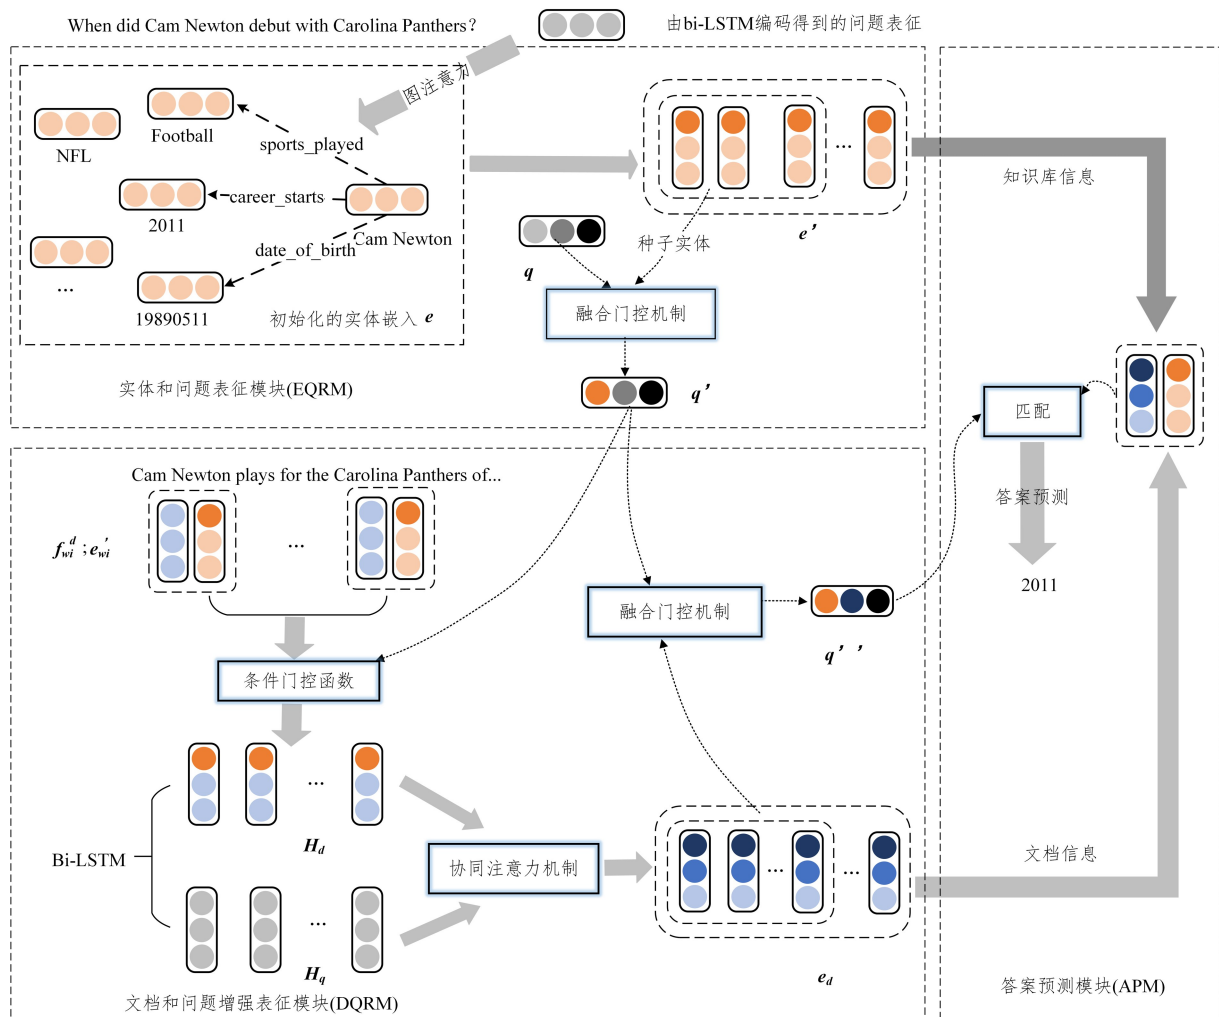 When did Cam Newton debut with Carolina Panthers?
由bi-LSTM编码得到的问题表征
图注意力
NFL
Football
sports_played
2011
career_starts
Cam Newton
date_of_birth
...
19890511
初始化的实体嵌入 e
...
e’
种子实体
q
融合门控机制
q’
实体和问题表征模块(EQRM)
知识库信息
匹配
答案预测
2011
Cam Newton plays for the Carolina Panthers of...
f_wi^d ; e_wi'
...
条件门控函数
融合门控机制
q’ ’
...
H_d
Bi-LSTM
协同注意力机制
...
H_q
...
...
e_d
文档信息
文档和问题增强表征模块(DQRM)
答案预测模块(APM)